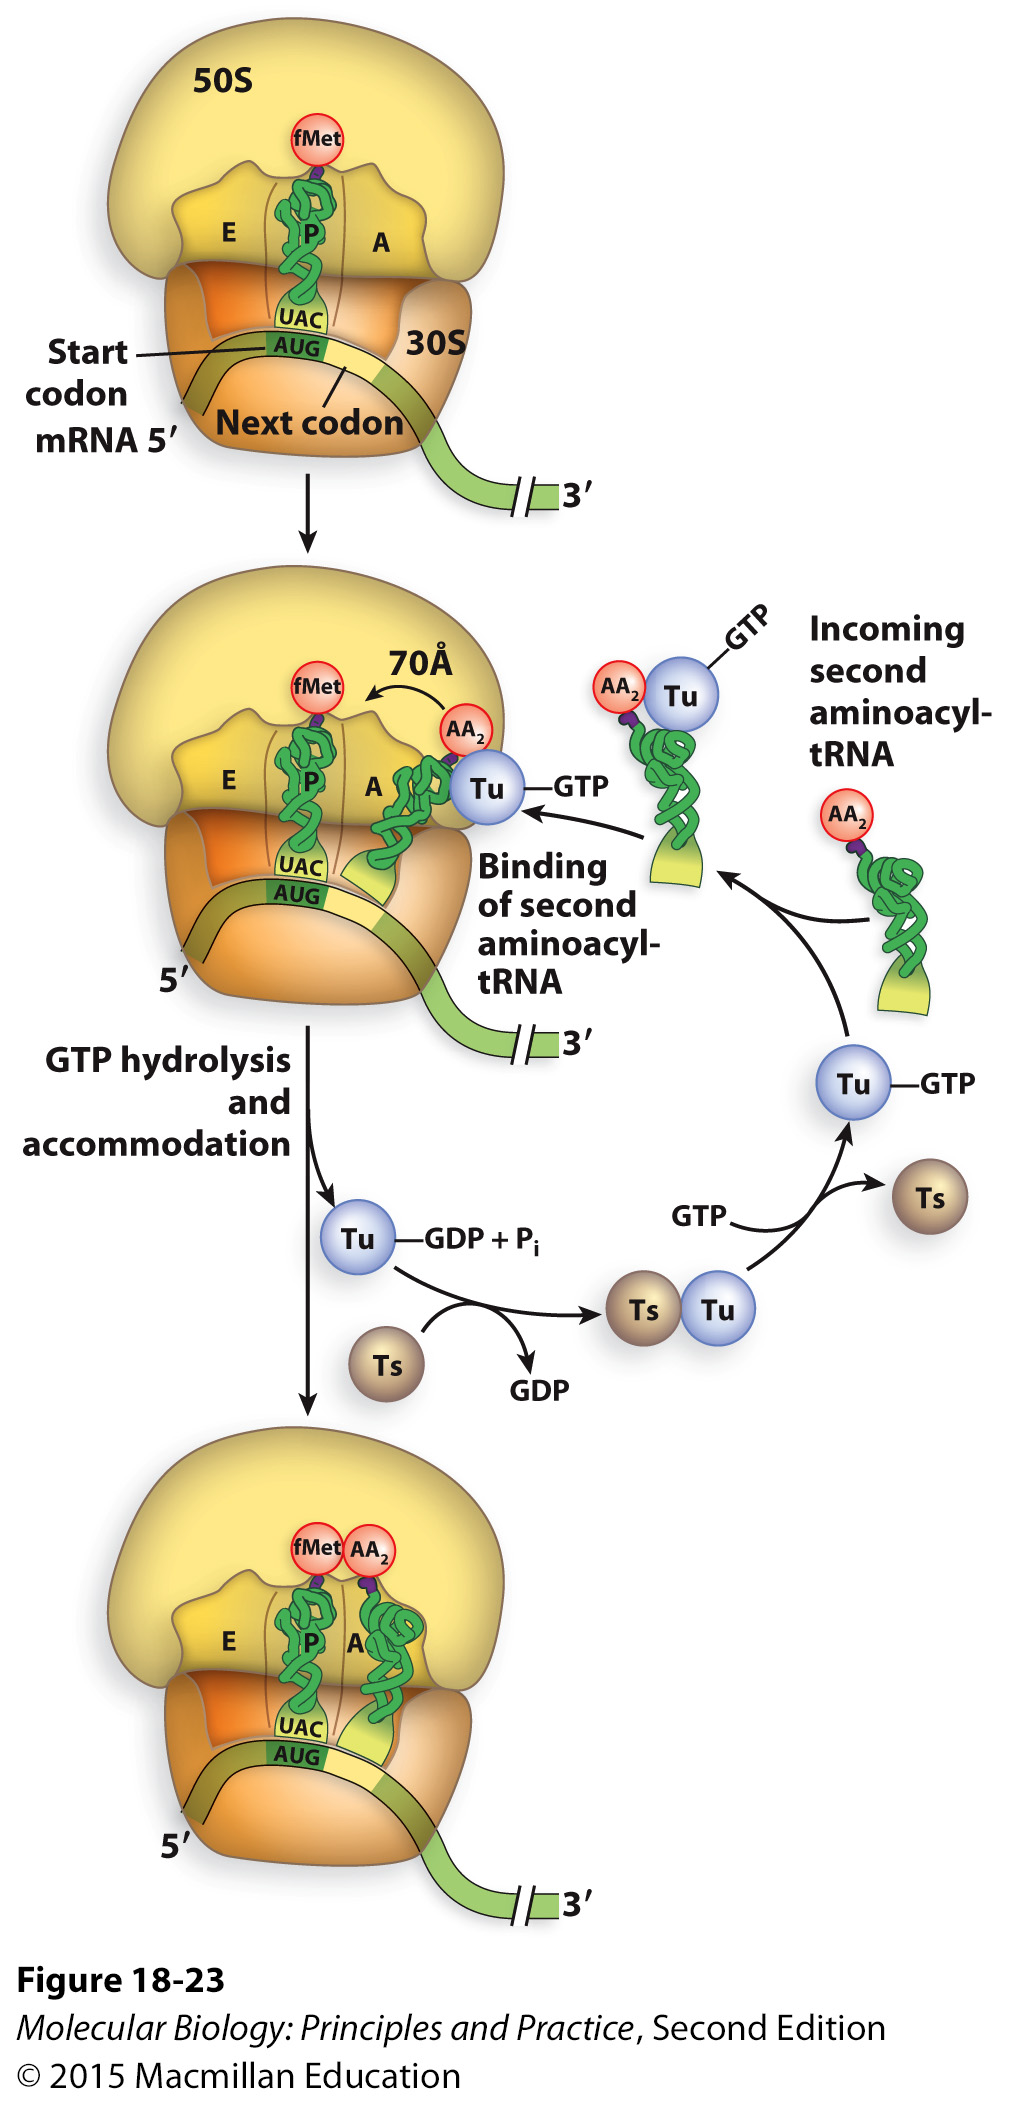 50S
fMet
E
P
A
UAC
AUG
30S
Start
codon
Next codon
mRNA 5′
3′
70Å
fMet
AA2
E
P
A
Tu
GTP
UAC
AUG
5′
3′
Binding
of second
aminoacyl-
tRNA
AA2
Tu
GTP
Incoming
second
aminoacyl-
tRNA
AA2
Tu
GTP
GTP
Ts
Ts
Tu
GTP hydrolysis
and
accommodation
Tu
GDP + Pi
Ts
GDP
fMet
AA2
E
P
A
UAC
AUG
5′
3′
Figure 18-23
Molecular Biology: Principles and Practice, Second Edition
© 2015 Macmillan Education